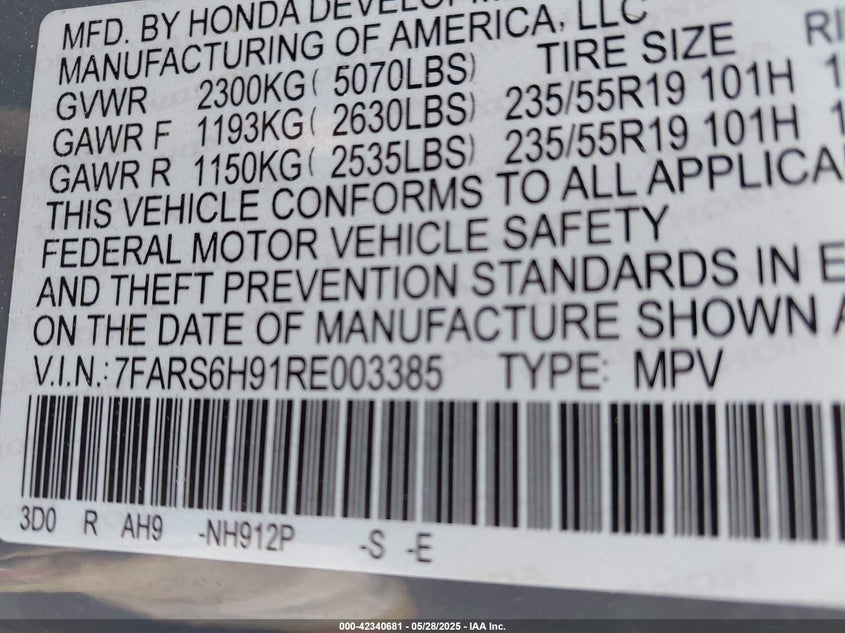 MFD. BY HONDA
MANUFACTURING OF AMERICA, LLC
GVWR 2300KG( 5070LBS) TIRE SIZE
GAWR F 1193KG( 2630LBS) 235/55R19 101H
GAWR R 1150KG( 2535LBS) 235/55R19 101H
THIS VEHICLE CONFORMS TO ALL APPLICA
FEDERAL MOTOR VEHICLE SAFETY
AND THEFT PREVENTION STANDARDS IN E
ON THE DATE OF MANUFACTURE SHOWN A
V.I.N.: 7FARS6H91RE003385 TYPE: MPV
3D0 R AH9 -NH912P -S -E
000-42340681 - 05/28/2025 - IAA Inc.